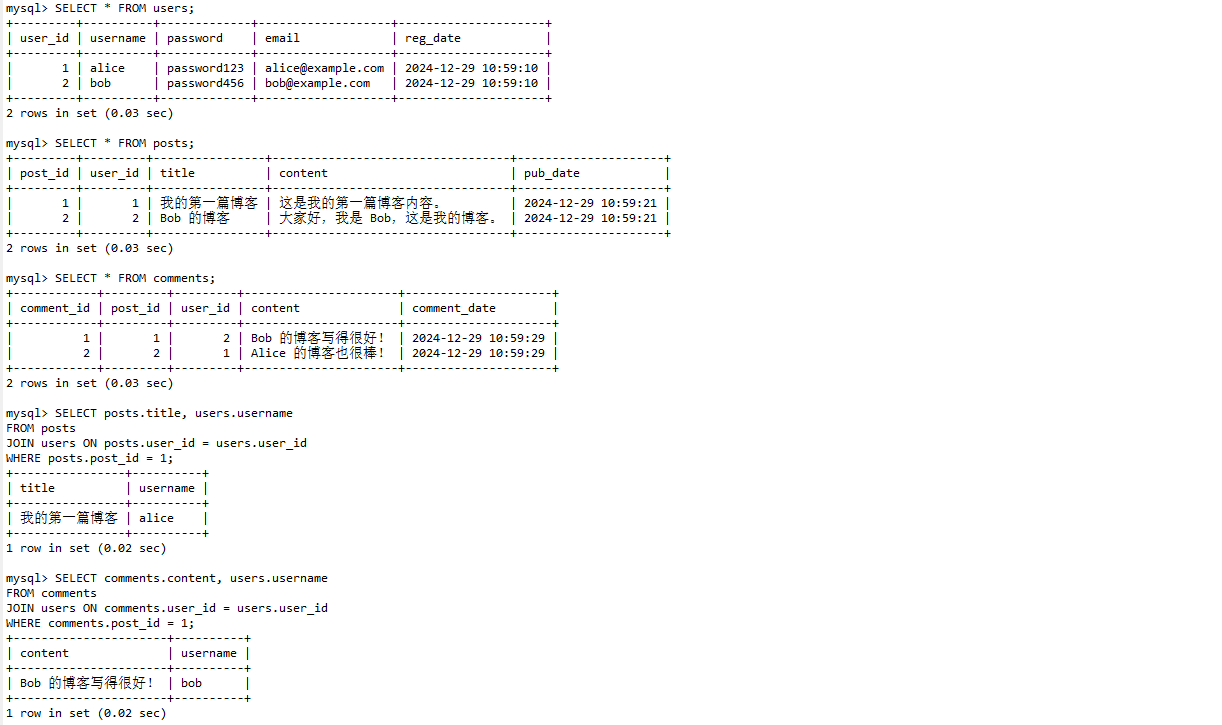 mysql> SELECT * FROM users;
+---------+----------+-------------+-------------------+---------------------+
| user_id | username | password    | email             | reg_date            |
+---------+----------+-------------+-------------------+---------------------+
|       1 | alice    | password123 | alice@example.com | 2024-12-29 10:59:10 |
|       2 | bob      | password456 | bob@example.com   | 2024-12-29 10:59:10 |
+---------+----------+-------------+-------------------+---------------------+
2 rows in set (0.03 sec)
mysql> SELECT * FROM posts;
+---------+---------+----------------+----------------------------------+---------------------+
| post_id | user_id | title          | content                          | pub_date            |
+---------+---------+----------------+----------------------------------+---------------------+
|       1 |       1 | 我的第一篇博客 | 这是我的第一篇博客内容。         | 2024-12-29 10:59:21 |
|       2 |       2 | Bob 的博客     | 大家好，我是 Bob，这是我的博客。 | 2024-12-29 10:59:21 |
+---------+---------+----------------+----------------------------------+---------------------+
2 rows in set (0.03 sec)
mysql> SELECT * FROM comments;
+------------+---------+---------+----------------------+---------------------+
| comment_id | post_id | user_id | content              | comment_date        |
+------------+---------+---------+----------------------+---------------------+
|          1 |       1 |       2 | Bob 的博客写得很好！ | 2024-12-29 10:59:29 |
|          2 |       2 |       1 | Alice 的博客也很棒！ | 2024-12-29 10:59:29 |
+------------+---------+---------+----------------------+---------------------+
2 rows in set (0.03 sec)
mysql> SELECT posts.title, users.username
FROM posts
JOIN users ON posts.user_id = users.user_id
WHERE posts.post_id = 1;
+----------------+----------+
| title          | username |
+----------------+----------+
| 我的第一篇博客 | alice    |
+----------------+----------+
1 row in set (0.02 sec)
mysql> SELECT comments.content, users.username
FROM comments
JOIN users ON comments.user_id = users.user_id
WHERE comments.post_id = 1;
+----------------------+----------+
| content              | username |
+----------------------+----------+
| Bob 的博客写得很好！ | bob      |
+----------------------+----------+
1 row in set (0.02 sec)